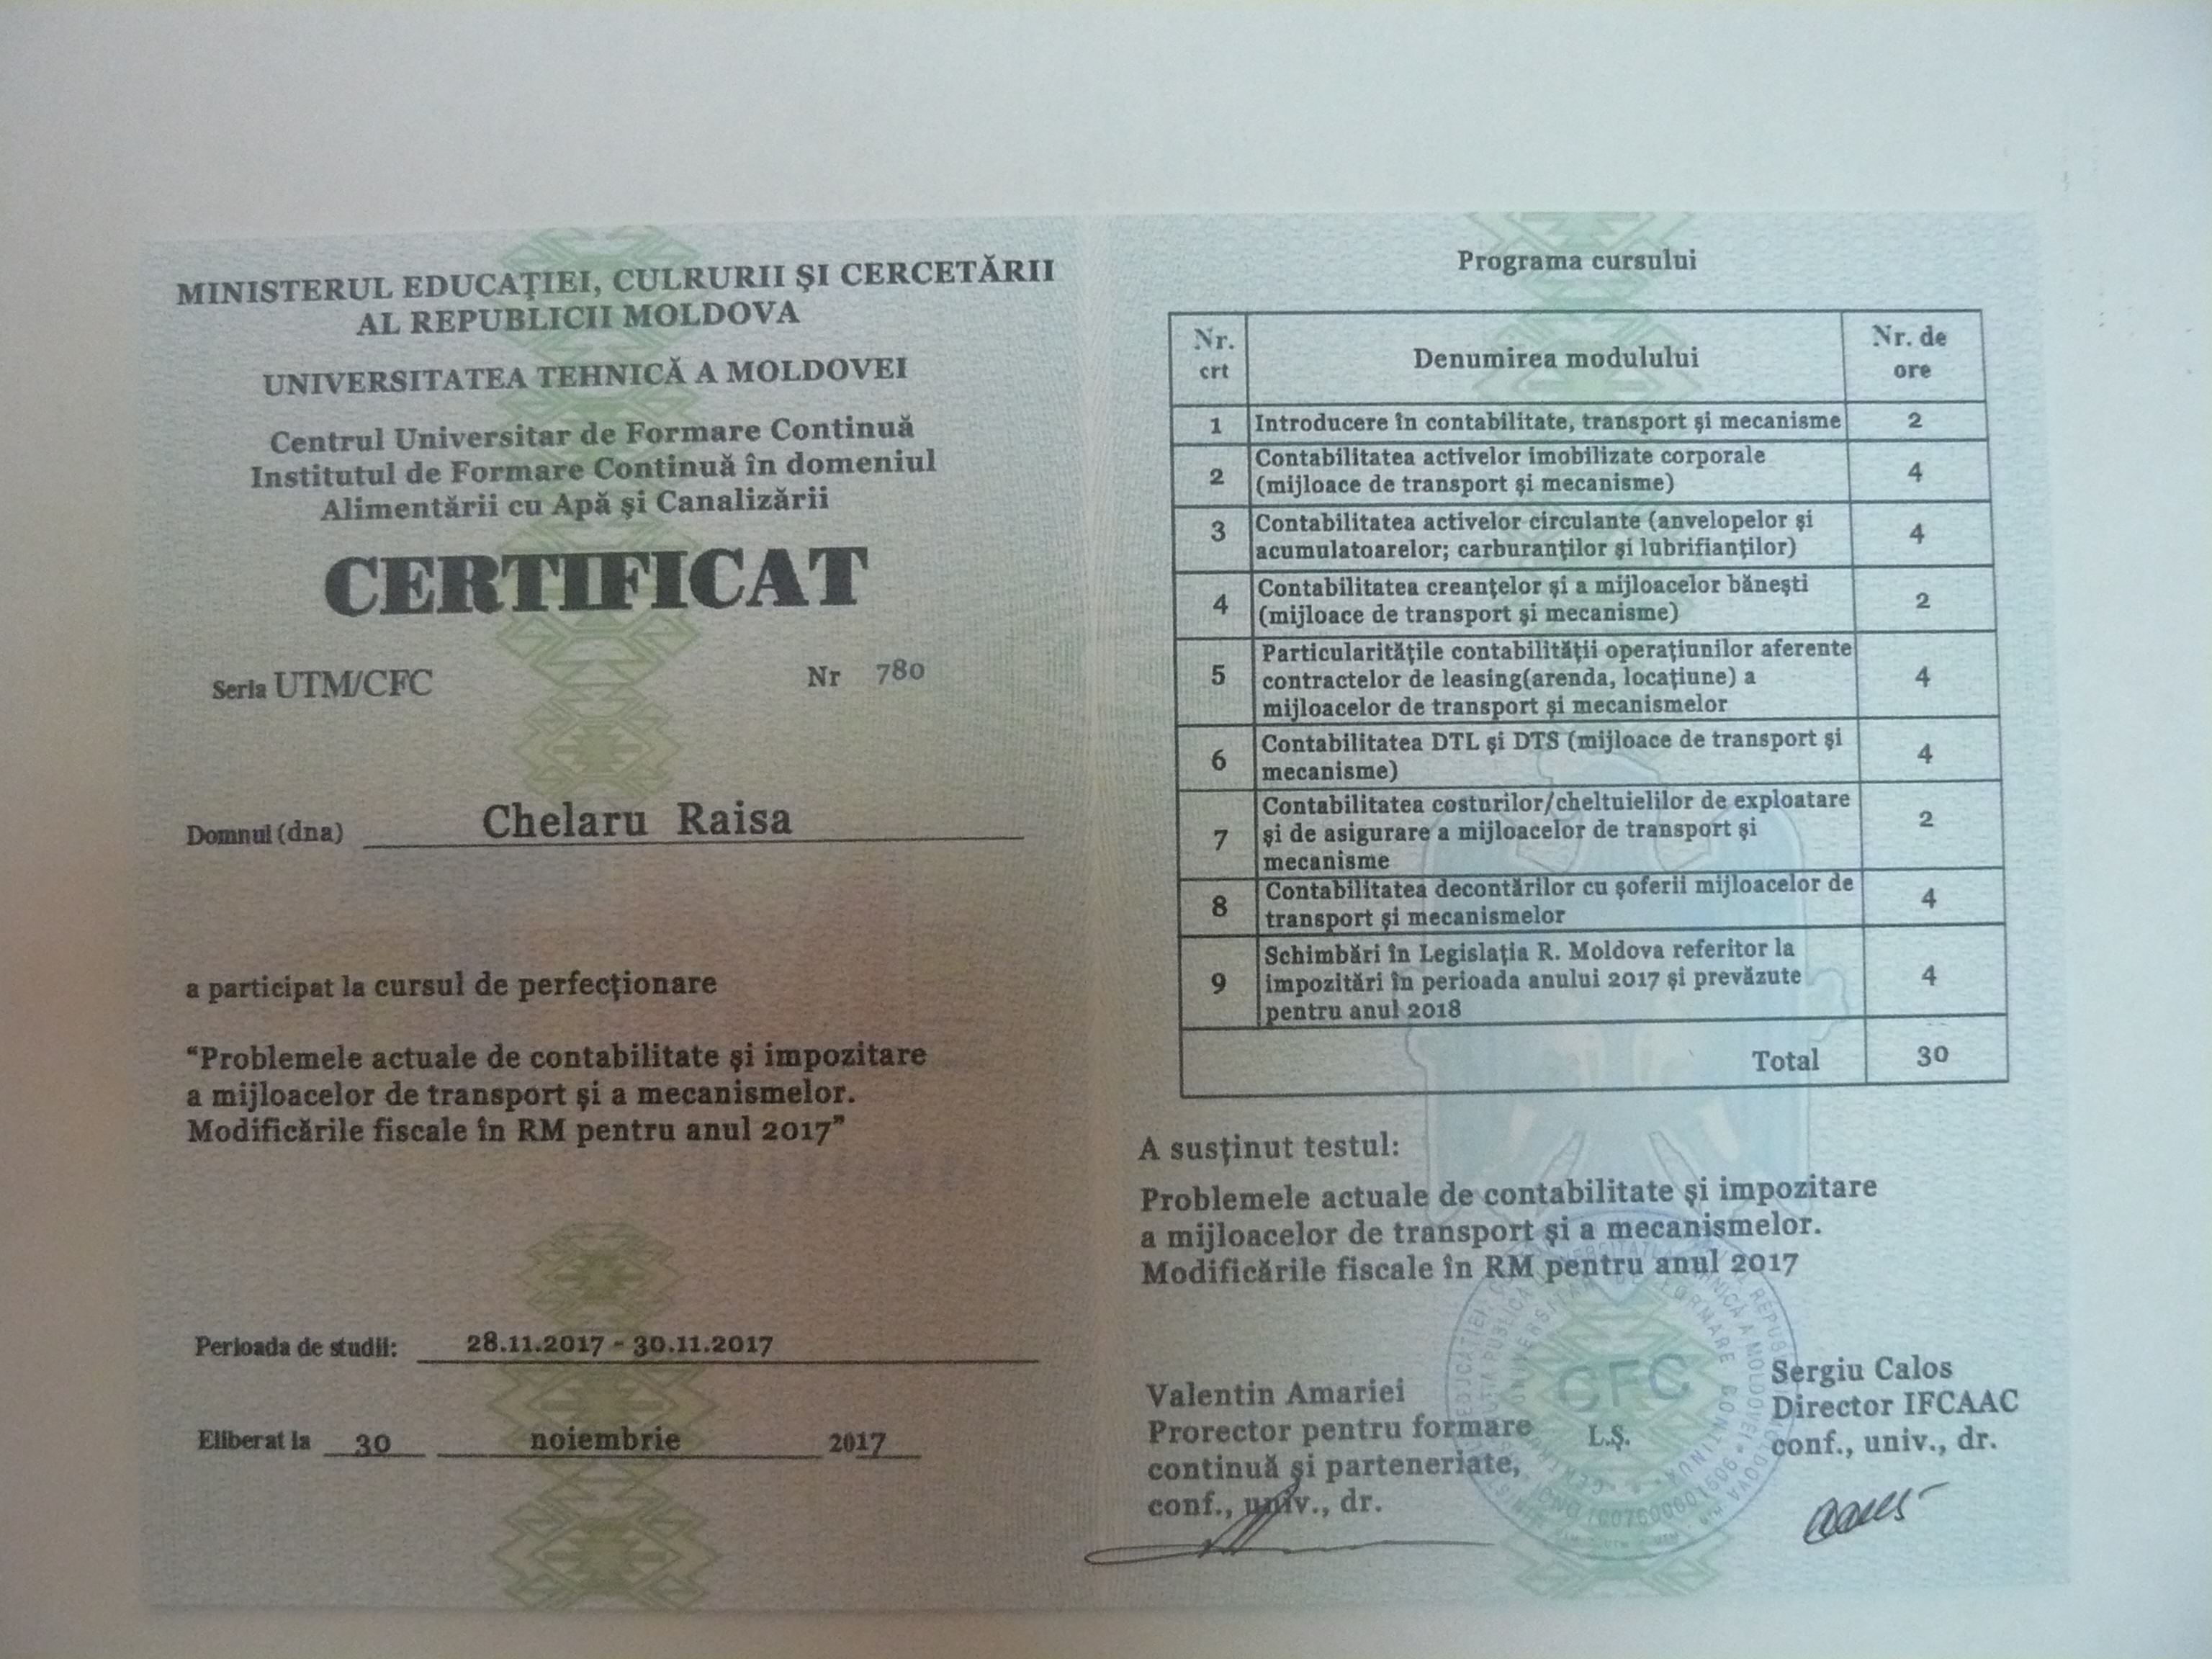 MINISTERUL EDUCAŢIEI, CULRURII ŞI CERCETĂRII
AL REPUBLICII MOLDOVA
UNIVERSITATEA TEHNICĂ A MOLDOVEI
Centrul Universitar de Formare Continuă
Institutul de Formare Continuă în domeniul
Alimentării cu Apă şi Canalizării
CERTIFICAT
Seria UTM/CFC Nr 780
Domnul (dna) Chelaru Raisa
a participat la cursul de perfecţionare
“Problemele actuale de contabilitate şi impozitare
a mijloacelor de transport şi a mecanismelor.
Modificările fiscale în RM pentru anul 2017”
Perioada de studii: 28.11.2017 - 30.11.2017
Eliberat la 30 noiembrie 2017
Programa cursului
Nr. crt Denumirea modulului Nr. de ore
1 Introducere în contabilitate, transport şi mecanisme 2
2 Contabilitatea activelor imobilizate corporale
(mijloace de transport şi mecanisme) 4
3 Contabilitatea activelor circulante (anvelopelor şi
acumulatoarelor; carburanţilor şi lubrifianţilor) 4
4 Contabilitatea creanţelor şi a mijloacelor băneşti
(mijloace de transport şi mecanisme) 2
5 Particularităţile contabilităţii operaţiunilor aferente
contractelor de leasing(arenda, locaţiune) a
mijloacelor de transport şi mecanismelor 4
6 Contabilitatea DTL şi DTS (mijloace de transport şi
mecanisme) 4
7 Contabilitatea costurilor/cheltuielilor de exploatare
şi de asigurare a mijloacelor de transport şi
mecanisme 2
8 Contabilitatea decontărilor cu şoferii mijloacelor de
transport şi mecanismelor 4
9 Schimbări în Legislaţia R. Moldova referitor la
impozitări în perioada anului 2017 şi prevăzute
pentru anul 2018 4
Total 30
A susţinut testul:
Problemele actuale de contabilitate şi impozitare
a mijloacelor de transport şi a mecanismelor.
Modificările fiscale în RM pentru anul 2017
Valentin Amariei
Prorector pentru formare
continuă şi parteneriate,
conf., univ., dr.
CFC
L.Ş.
Sergiu Calos
Director IFCAAC
conf., univ., dr.